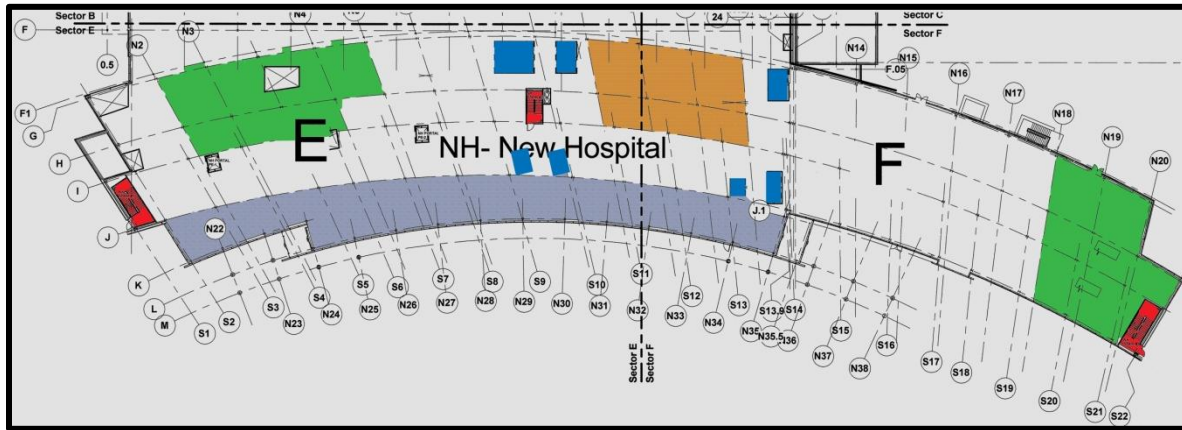 Sector B
Sector E
Sector C
Sector F
F
24
0.5
N2
N3
N4
N14
N15
F.05
N16
N17
N18
N19
N20
F1
G
H
I
J
K
L
M
E
NH- New Hospital
F
N22
J.1
S1
S2
S3
N23
S4
N24
S5
N25
S6
N26
S7
N27
S8
N28
S9
N29
N30
S10
N31
S11
N32
S12
N33
N34
S13
N35
S13.9
N35.5
S14
N36
S15
N37
S16
N38
S17
S18
S19
S20
S21
S22
Sector E
Sector F